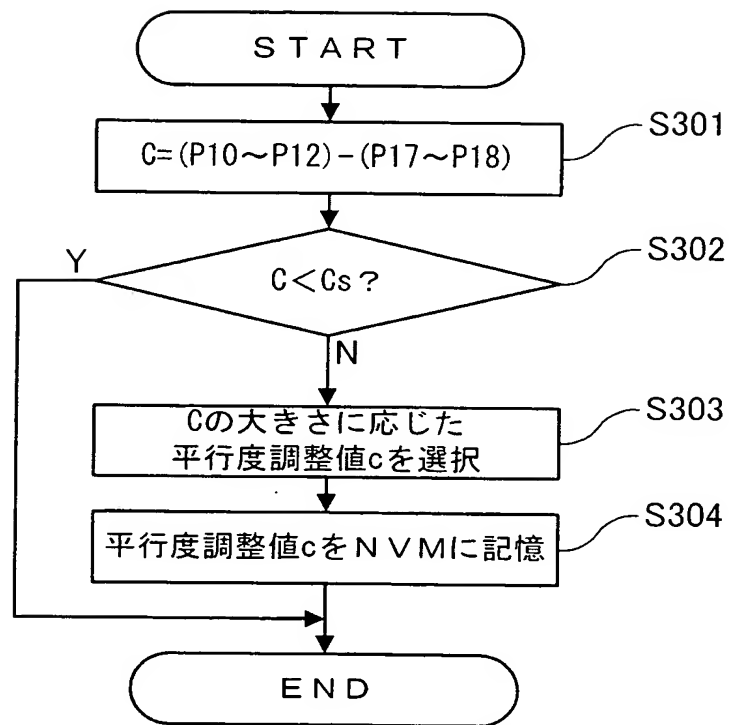 START
C=(P10～P12)-(P17～P18)
S301
C＜Cs？
S302
Y
N
Cの大きさに応じた
平行度調整値cを選択
S303
平行度調整値cをNVMに記憶
S304
END